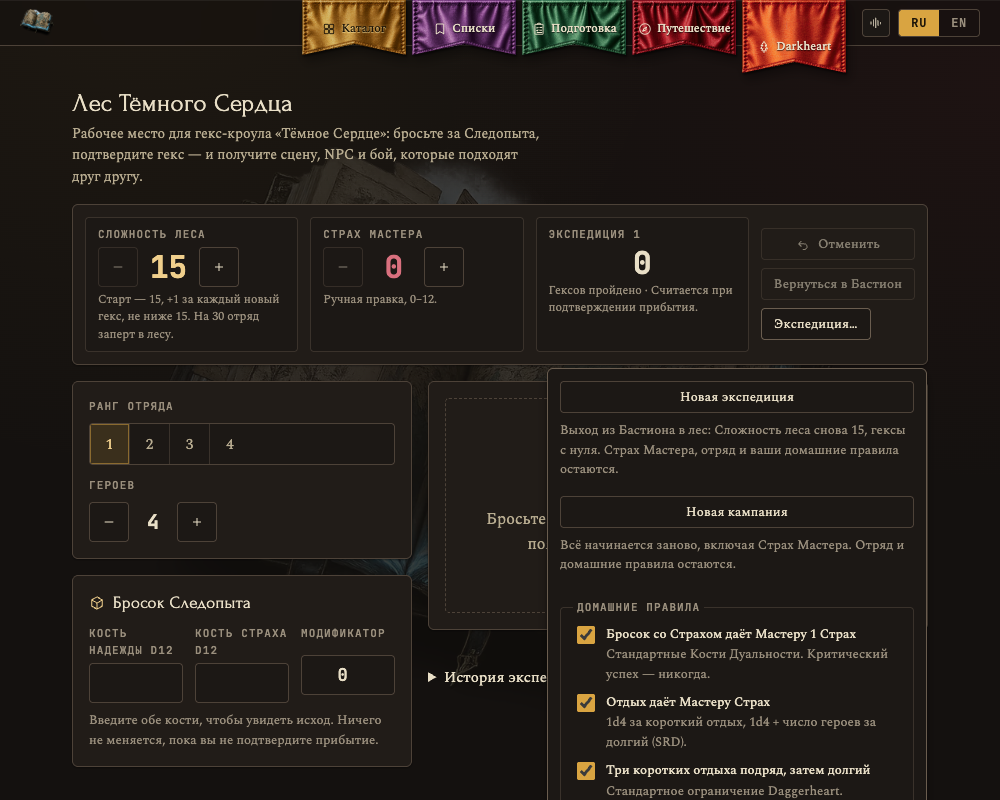 Каталог
Списки
Подготовка
Путешествие
Darkheart
RU
EN
Лес Тёмного Сердца
Рабочее место для гекс-кроула «Тёмное Сердце»: бросьте за Следопыта,
подтвердите гекс — и получите сцену, NPC и бой, которые подходят
друг другу.
СЛОЖНОСТЬ ЛЕСА
− 15 +
Старт — 15, +1 за каждый новый
гекс, не ниже 15. На 30 отряд
заперт в лесу.
СТРАХ МАСТЕРА
− 0 +
Ручная правка, 0–12.
ЭКСПЕДИЦИЯ 1
0
Гексов пройдено · Считается при
подтверждении прибытия.
Отменить
Вернуться в Бастион
Экспедиция…
РАНГ ОТРЯДА
1 2 3 4
ГЕРОЕВ
− 4 +
Бросок Следопыта
КОСТЬ
НАДЕЖДЫ D12
КОСТЬ СТРАХА
D12
МОДИФИКАТОР
0
Введите обе кости, чтобы увидеть исход. Ничего
не меняется, пока вы не подтвердите прибытие.
Бросьте
по
История экспе
Новая экспедиция
Выход из Бастиона в лес: Сложность леса снова 15, гексы
с нуля. Страх Мастера, отряд и ваши домашние правила
остаются.
Новая кампания
Всё начинается заново, включая Страх Мастера. Отряд и
домашние правила остаются.
ДОМАШНИЕ ПРАВИЛА
Бросок со Страхом даёт Мастеру 1 Страх
Стандартные Кости Дуальности. Критический
успех — никогда.
Отдых даёт Мастеру Страх
1d4 за короткий отдых, 1d4 + число героев за
долгий (SRD).
Три коротких отдыха подряд, затем долгий
Стандартное ограничение Daggerheart.